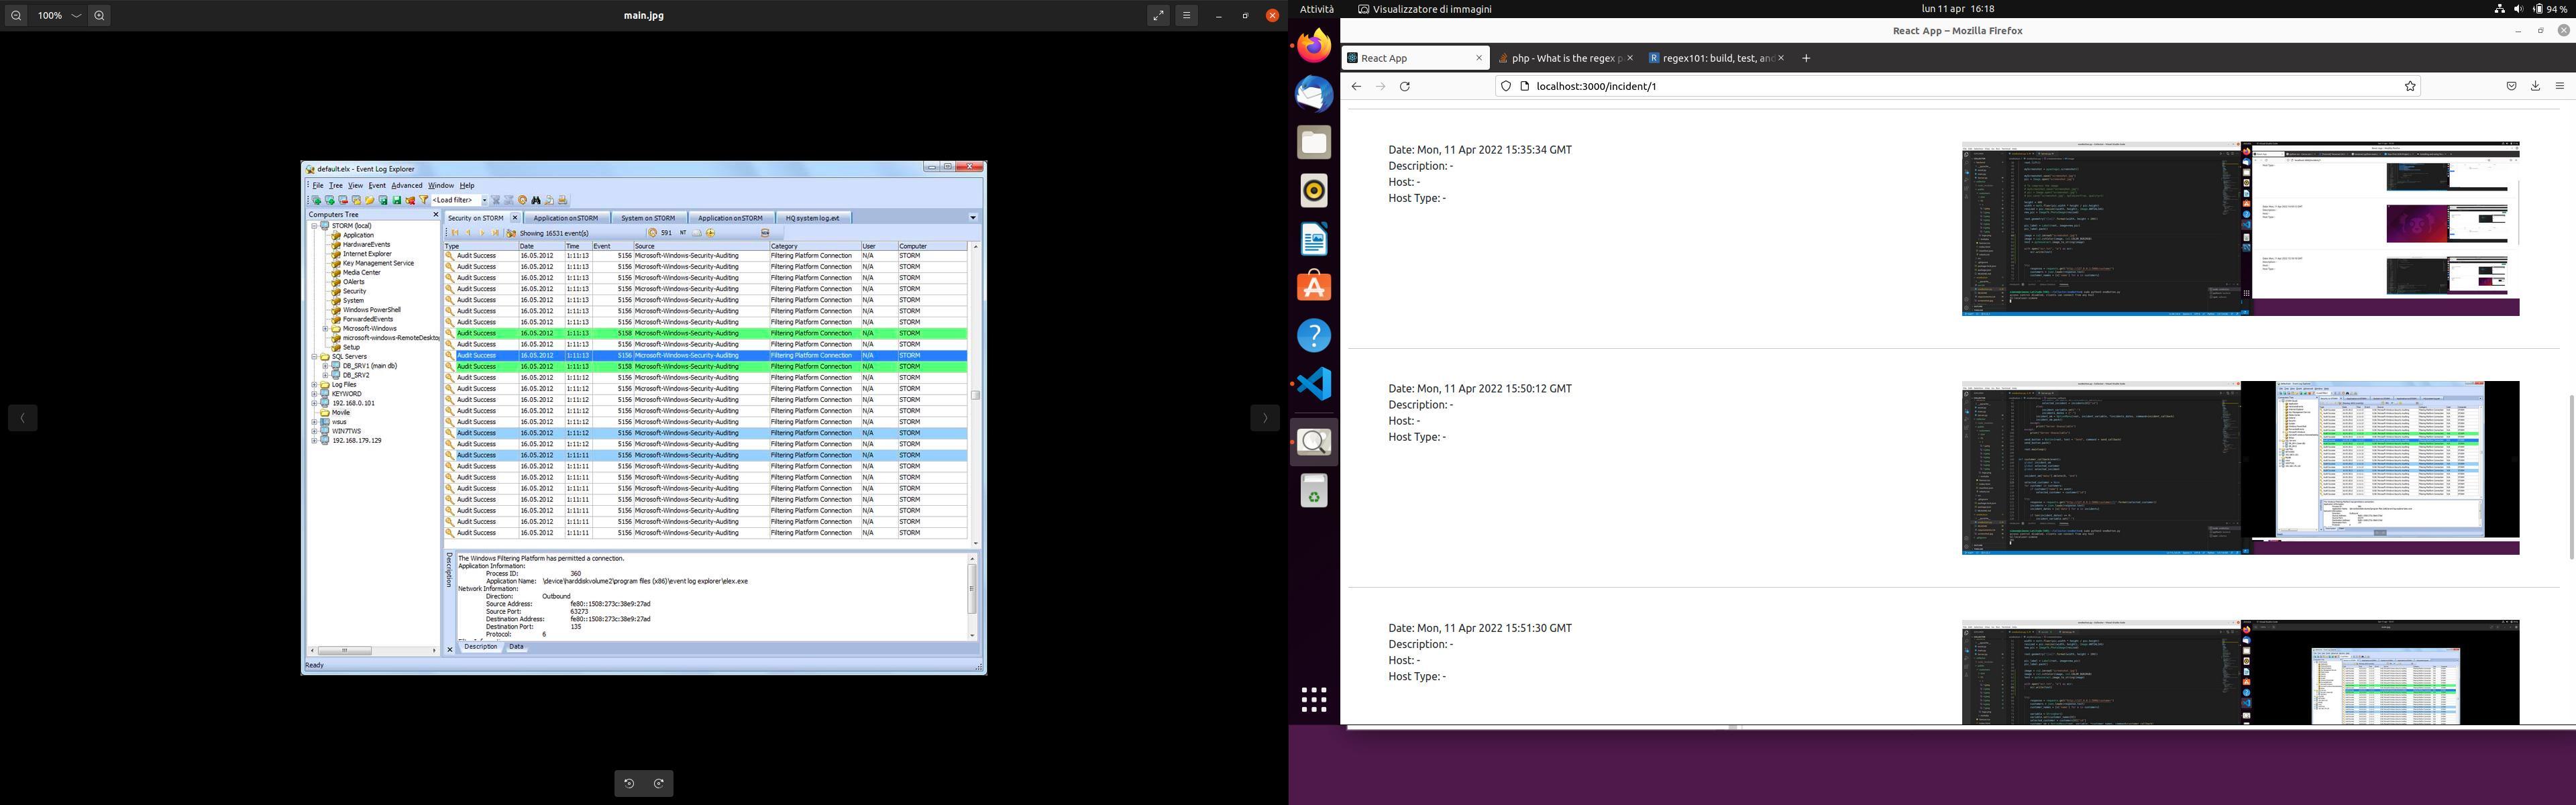 100%
main.jpg
default.elx - Event Log Explorer
File Tree View Event Advanced Window Help
<Load filter>
Computers Tree
STORM (local)
Application
HardwareEvents
Internet Explorer
Key Management Service
Media Center
OAlerts
Security
System
Windows PowerShell
ForwardedEvents
Microsoft-Windows
microsoft-windows-RemoteDesktop
Setup
SQL Servers
DB_SRV1 (main db)
DB_SRV2
Log Files
KEYWORD
192.168.0.101
Movile
wsus
WIN7TWS
192.168.179.129
Security on STORM Application on STORM System on STORM Application on STORM HQ system log.evt
Showing 16531 event(s) 591 NT
Type Date Time Event Source Category User Computer
Audit Success 16.05.2012 1:11:13 5156 Microsoft-Windows-Security-Auditing Filtering Platform Connection N/A STORM
Audit Success 16.05.2012 1:11:13 5156 Microsoft-Windows-Security-Auditing Filtering Platform Connection N/A STORM
Audit Success 16.05.2012 1:11:13 5156 Microsoft-Windows-Security-Auditing Filtering Platform Connection N/A STORM
Audit Success 16.05.2012 1:11:13 5156 Microsoft-Windows-Security-Auditing Filtering Platform Connection N/A STORM
Audit Success 16.05.2012 1:11:13 5156 Microsoft-Windows-Security-Auditing Filtering Platform Connection N/A STORM
Audit Success 16.05.2012 1:11:13 5156 Microsoft-Windows-Security-Auditing Filtering Platform Connection N/A STORM
Audit Success 16.05.2012 1:11:13 5156 Microsoft-Windows-Security-Auditing Filtering Platform Connection N/A STORM
Audit Success 16.05.2012 1:11:13 5158 Microsoft-Windows-Security-Auditing Filtering Platform Connection N/A STORM
Audit Success 16.05.2012 1:11:13 5156 Microsoft-Windows-Security-Auditing Filtering Platform Connection N/A STORM
Audit Success 16.05.2012 1:11:13 5156 Microsoft-Windows-Security-Auditing Filtering Platform Connection N/A STORM
Audit Success 16.05.2012 1:11:13 5158 Microsoft-Windows-Security-Auditing Filtering Platform Connection N/A STORM
Audit Success 16.05.2012 1:11:12 5156 Microsoft-Windows-Security-Auditing Filtering Platform Connection N/A STORM
Audit Success 16.05.2012 1:11:12 5156 Microsoft-Windows-Security-Auditing Filtering Platform Connection N/A STORM
Audit Success 16.05.2012 1:11:12 5156 Microsoft-Windows-Security-Auditing Filtering Platform Connection N/A STORM
Audit Success 16.05.2012 1:11:12 5156 Microsoft-Windows-Security-Auditing Filtering Platform Connection N/A STORM
Audit Success 16.05.2012 1:11:12 5156 Microsoft-Windows-Security-Auditing Filtering Platform Connection N/A STORM
Audit Success 16.05.2012 1:11:12 5156 Microsoft-Windows-Security-Auditing Filtering Platform Connection N/A STORM
Audit Success 16.05.2012 1:11:12 5156 Microsoft-Windows-Security-Auditing Filtering Platform Connection N/A STORM
Audit Success 16.05.2012 1:11:11 5156 Microsoft-Windows-Security-Auditing Filtering Platform Connection N/A STORM
Audit Success 16.05.2012 1:11:11 5156 Microsoft-Windows-Security-Auditing Filtering Platform Connection N/A STORM
Audit Success 16.05.2012 1:11:11 5156 Microsoft-Windows-Security-Auditing Filtering Platform Connection N/A STORM
Audit Success 16.05.2012 1:11:11 5156 Microsoft-Windows-Security-Auditing Filtering Platform Connection N/A STORM
Audit Success 16.05.2012 1:11:11 5156 Microsoft-Windows-Security-Auditing Filtering Platform Connection N/A STORM
Audit Success 16.05.2012 1:11:11 5156 Microsoft-Windows-Security-Auditing Filtering Platform Connection N/A STORM
Audit Success 16.05.2012 1:11:11 5156 Microsoft-Windows-Security-Auditing Filtering Platform Connection N/A STORM
Audit Success 16.05.2012 1:11:11 5156 Microsoft-Windows-Security-Auditing Filtering Platform Connection N/A STORM
Description
The Windows Filtering Platform has permitted a connection.
Application Information:
Process ID: 360
Application Name: \device\harddiskvolume2\program files (x86)\event log explorer\elex.exe
Network Information:
Direction: Outbound
Source Address: fe80::1508:273c:38e9:27ad
Source Port: 63273
Destination Address: fe80::1508:273c:38e9:27ad
Destination Port: 135
Protocol: 6
Description Data
Ready
Attività Visualizzatore di immagini lun 11 apr 16:18 94 %
React App – Mozilla Firefox
React App php - What is the regex p regex101: build, test, and
localhost:3000/incident/1
Date: Mon, 11 Apr 2022 15:35:34 GMT
Description: -
Host: -
Host Type: -
Date: Mon, 11 Apr 2022 15:50:12 GMT
Description: -
Host: -
Host Type: -
Date: Mon, 11 Apr 2022 15:51:30 GMT
Description: -
Host: -
Host Type: -